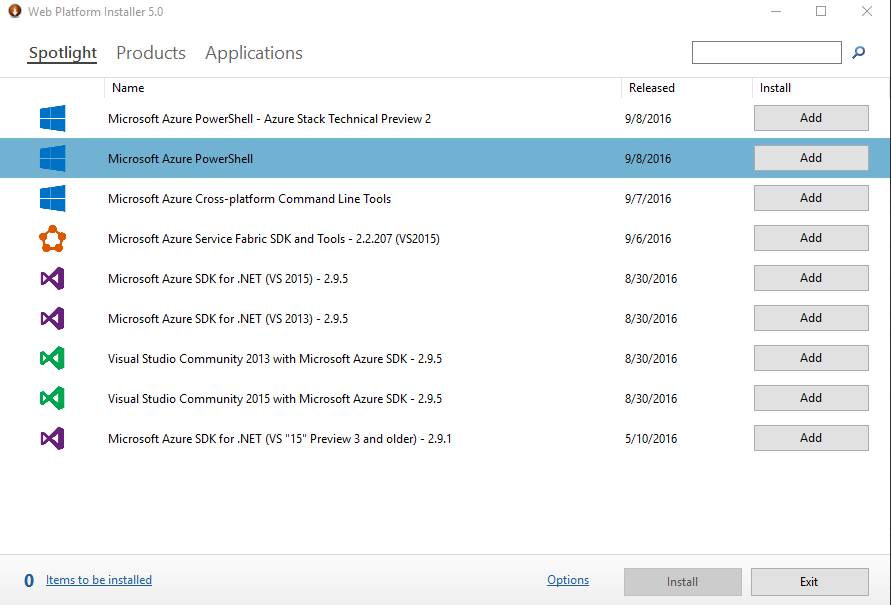 Web Platform Installer 5.0
Spotlight Products Applications
Name Released Install
Microsoft Azure PowerShell - Azure Stack Technical Preview 2 9/8/2016 Add
Microsoft Azure PowerShell 9/8/2016 Add
Microsoft Azure Cross-platform Command Line Tools 9/7/2016 Add
Microsoft Azure Service Fabric SDK and Tools - 2.2.207 (VS2015) 9/6/2016 Add
Microsoft Azure SDK for .NET (VS 2015) - 2.9.5 8/30/2016 Add
Microsoft Azure SDK for .NET (VS 2013) - 2.9.5 8/30/2016 Add
Visual Studio Community 2013 with Microsoft Azure SDK - 2.9.5 8/30/2016 Add
Visual Studio Community 2015 with Microsoft Azure SDK - 2.9.5 8/30/2016 Add
Microsoft Azure SDK for .NET (VS "15" Preview 3 and older) - 2.9.1 5/10/2016 Add
0 Items to be installed Options Install Exit